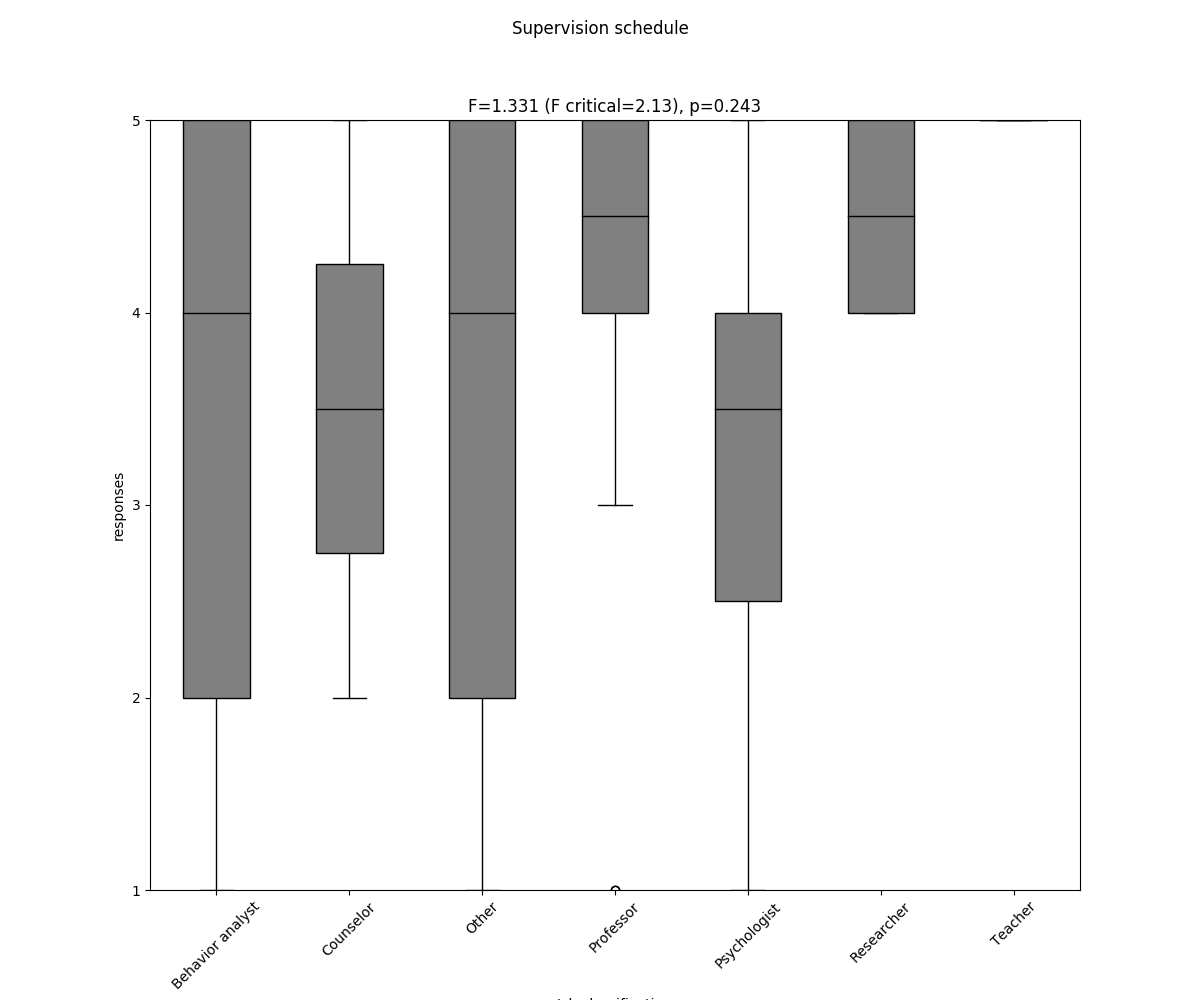 Supervision schedule
F=1.331 (F critical=2.13), p=0.243
5
4
3
2
1
responses
Behavior analyst
Counselor
Other
Professor
Psychologist
Researcher
Teacher